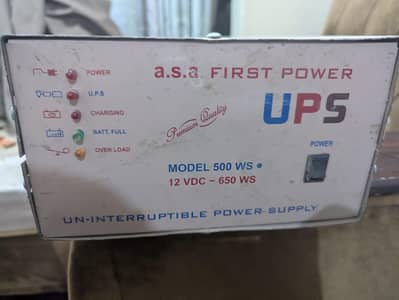 a.s.a FIRST POWER
UPS
POWER
U.P.S
CHARGING
BATT. FULL
OVER LOAD
Premium Quality
POWER
MODEL 500 WS
12 VDC ~ 650 WS
UN-INTERRUPTIBLE POWER SUPPLY